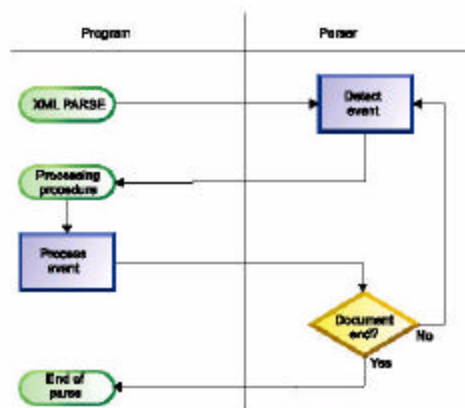 Program
Parser
XML PARSE
Detect
event
Processing
procedure
Process
event
Document
end?
No
Yes
End of
parse